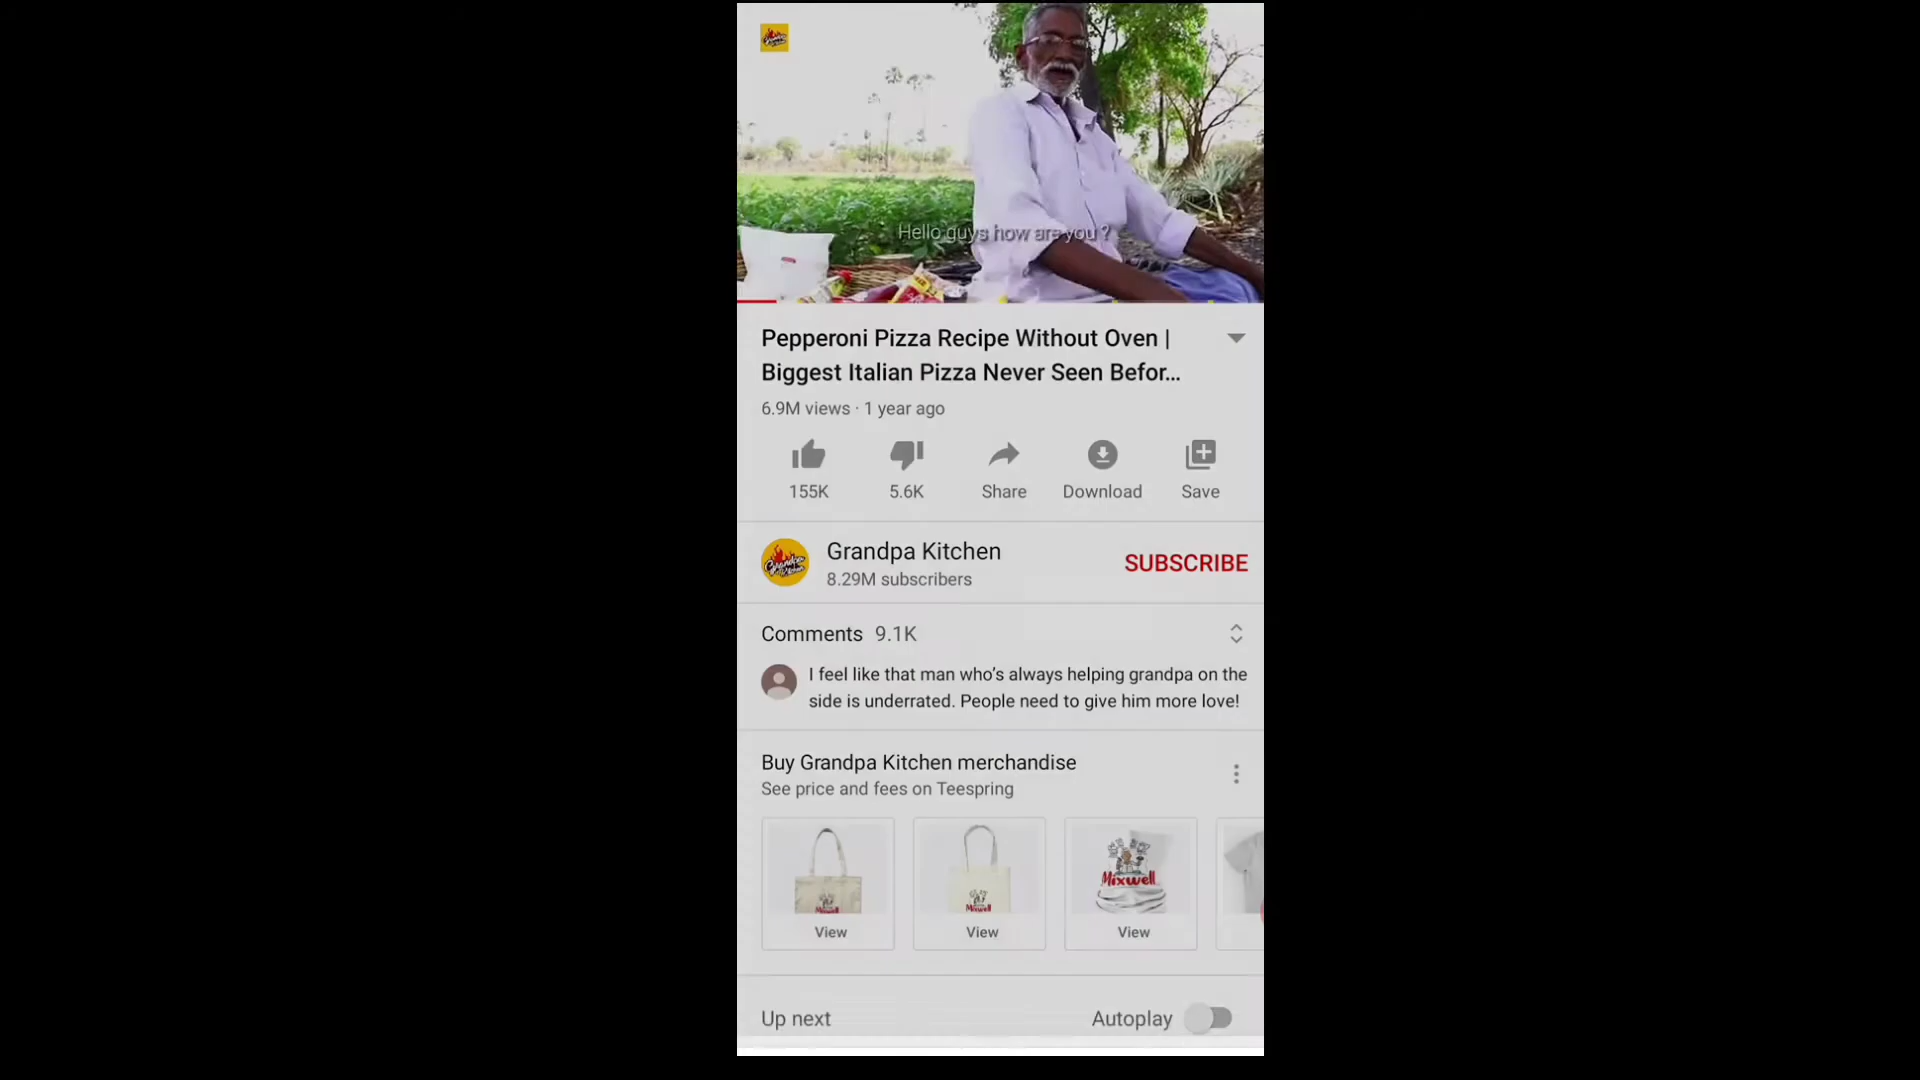 Hello guys how are you ?
Pepperoni Pizza Recipe Without Oven |
Biggest Italian Pizza Never Seen Befor...
6.9M views · 1 year ago
155K
5.6K
Share
Download
Save
Grandpa Kitchen
8.29M subscribers
SUBSCRIBE
Comments 9.1K
I feel like that man who’s always helping grandpa on the
side is underrated. People need to give him more love!
Buy Grandpa Kitchen merchandise
See price and fees on Teespring
Mixwell
Mixwell
Mixwell
View
View
View
Up next
Autoplay